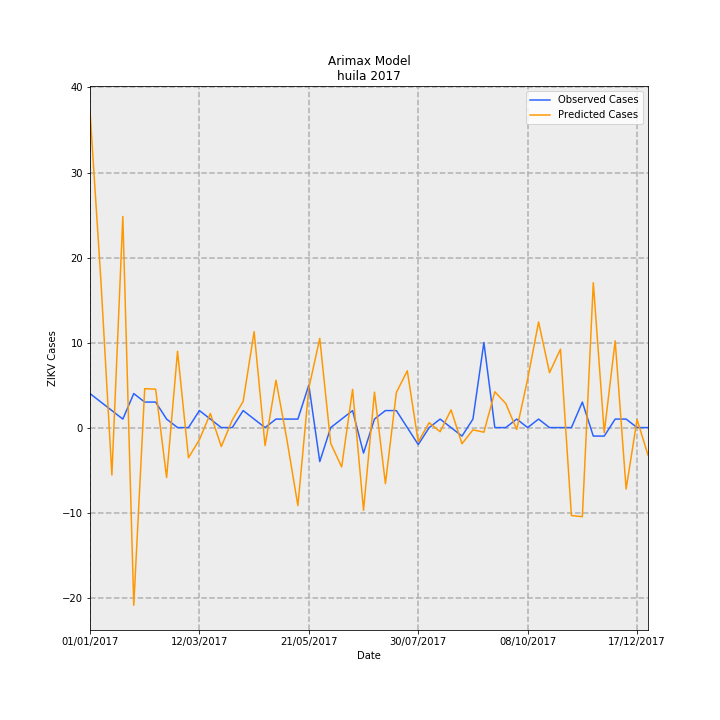 Arimax Model
huila 2017
Observed Cases
Predicted Cases
40
30
20
10
0
−10
−20
ZIKV Cases
01/01/2017 12/03/2017 21/05/2017 30/07/2017 08/10/2017 17/12/2017
Date